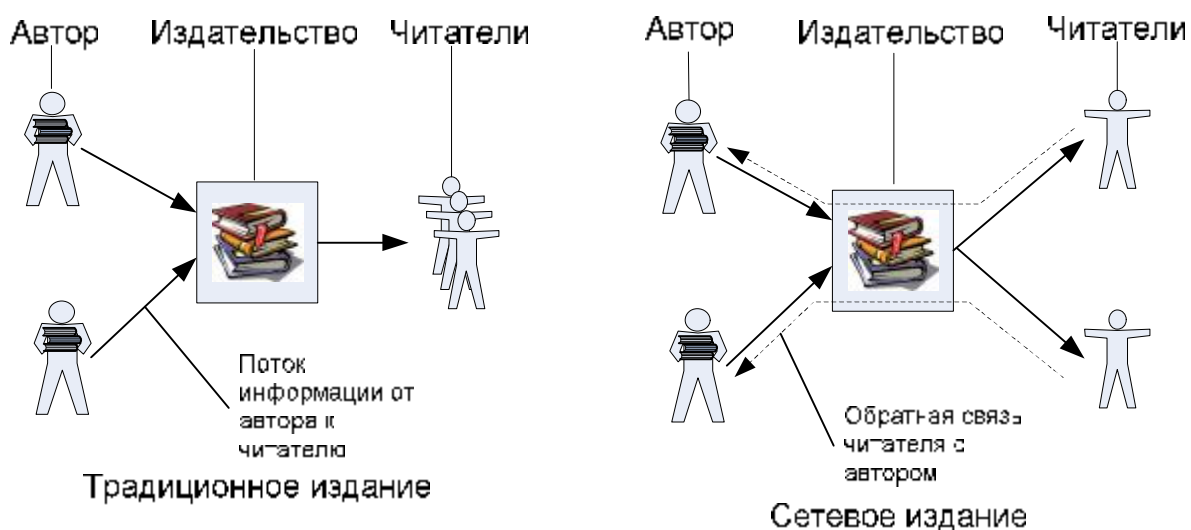 Автор Издательство Читатели
Поток
информации от
автора к
читателю
Традиционное издание
Автор Издательство Читатели
Обратная связь
читателя с
автором
Сетевое издание